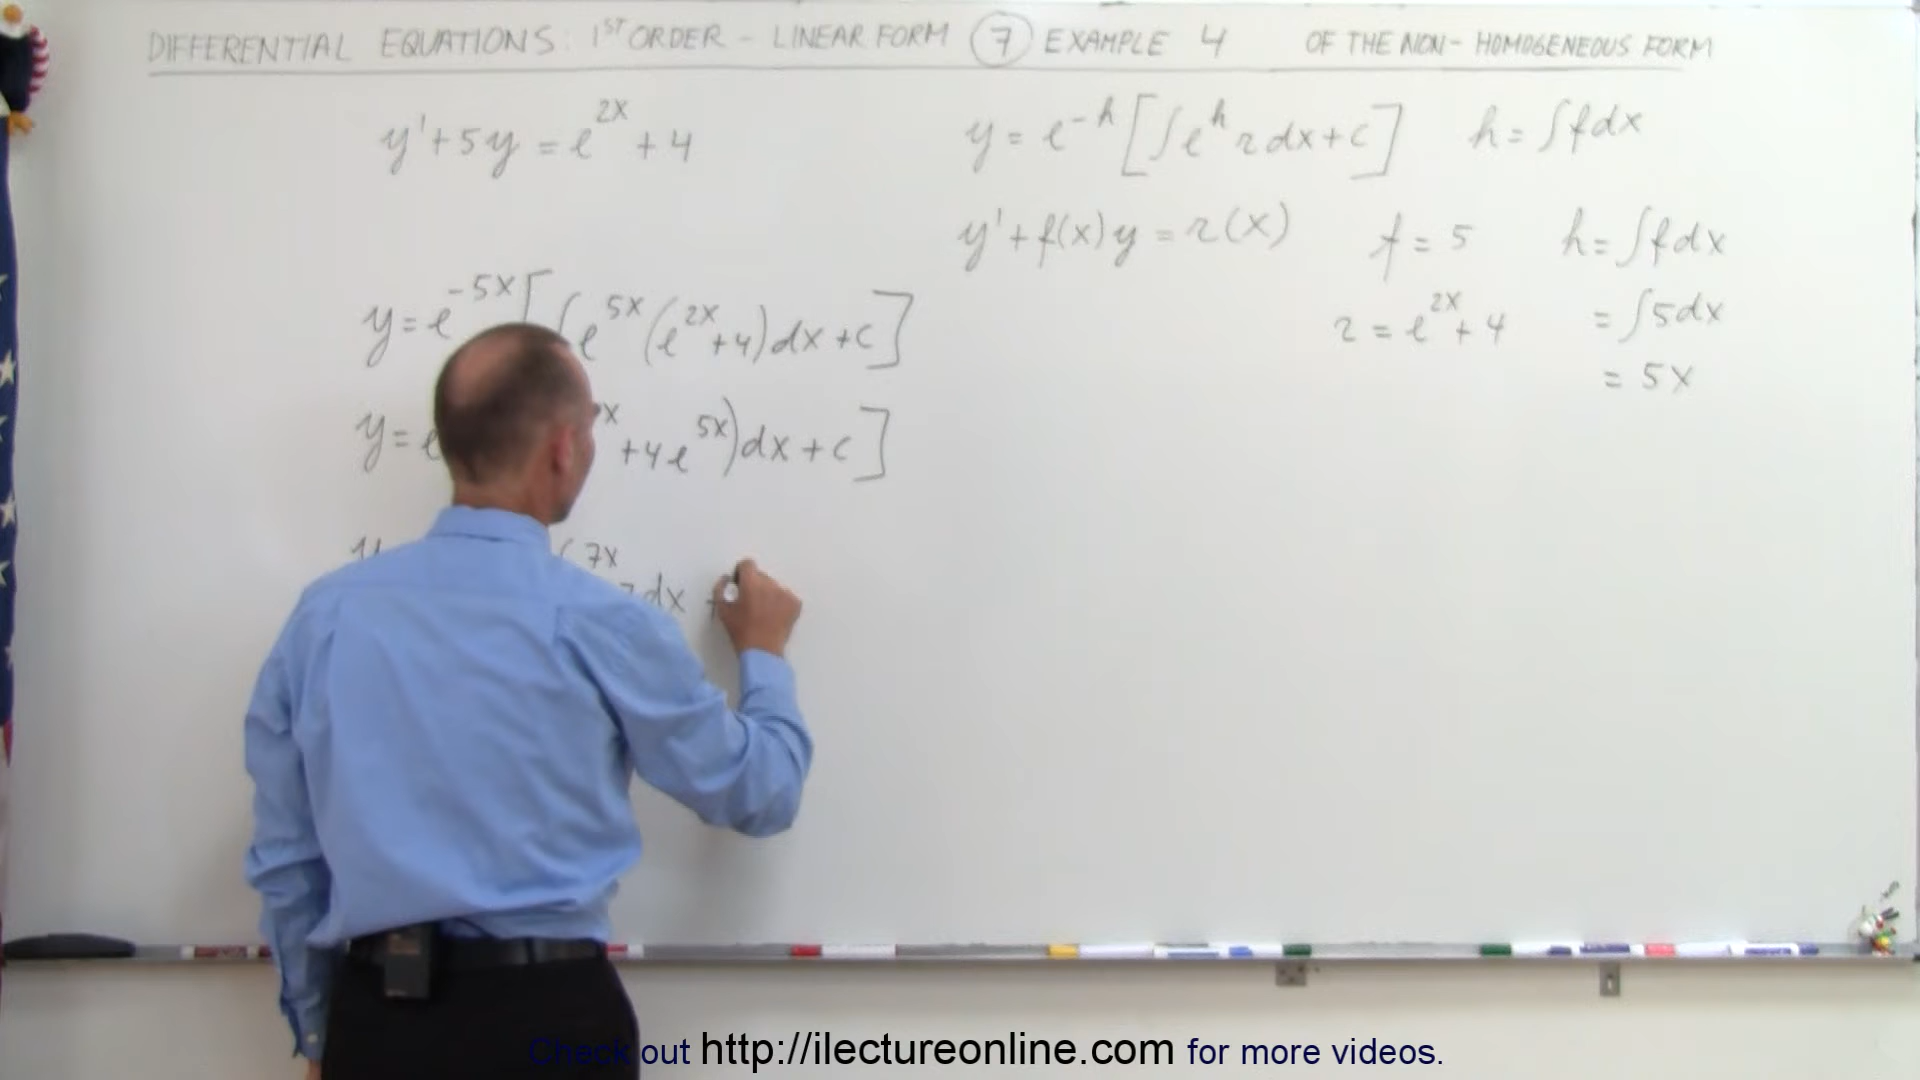 DIFFERENTIAL EQUATIONS: 1ST ORDER - LINEAR FORM 7 EXAMPLE 4 OF THE NON-HOMOGENEOUS FORM
y' + 5y = e^{2x} + 4
y = e^{-h} [∫e^h r dx + c] h = ∫f dx
y' + f(x)y = r(x) f = 5 h = ∫f dx
r = e^{2x} + 4 = ∫5dx
= 5x
y = e^{-5x} [∫e^{5x} (e^{2x} + 4) dx + c]
y = e + 4e^{5x}) dx + c]
y 7x dx
Check out http://ilectureonline.com for more videos.